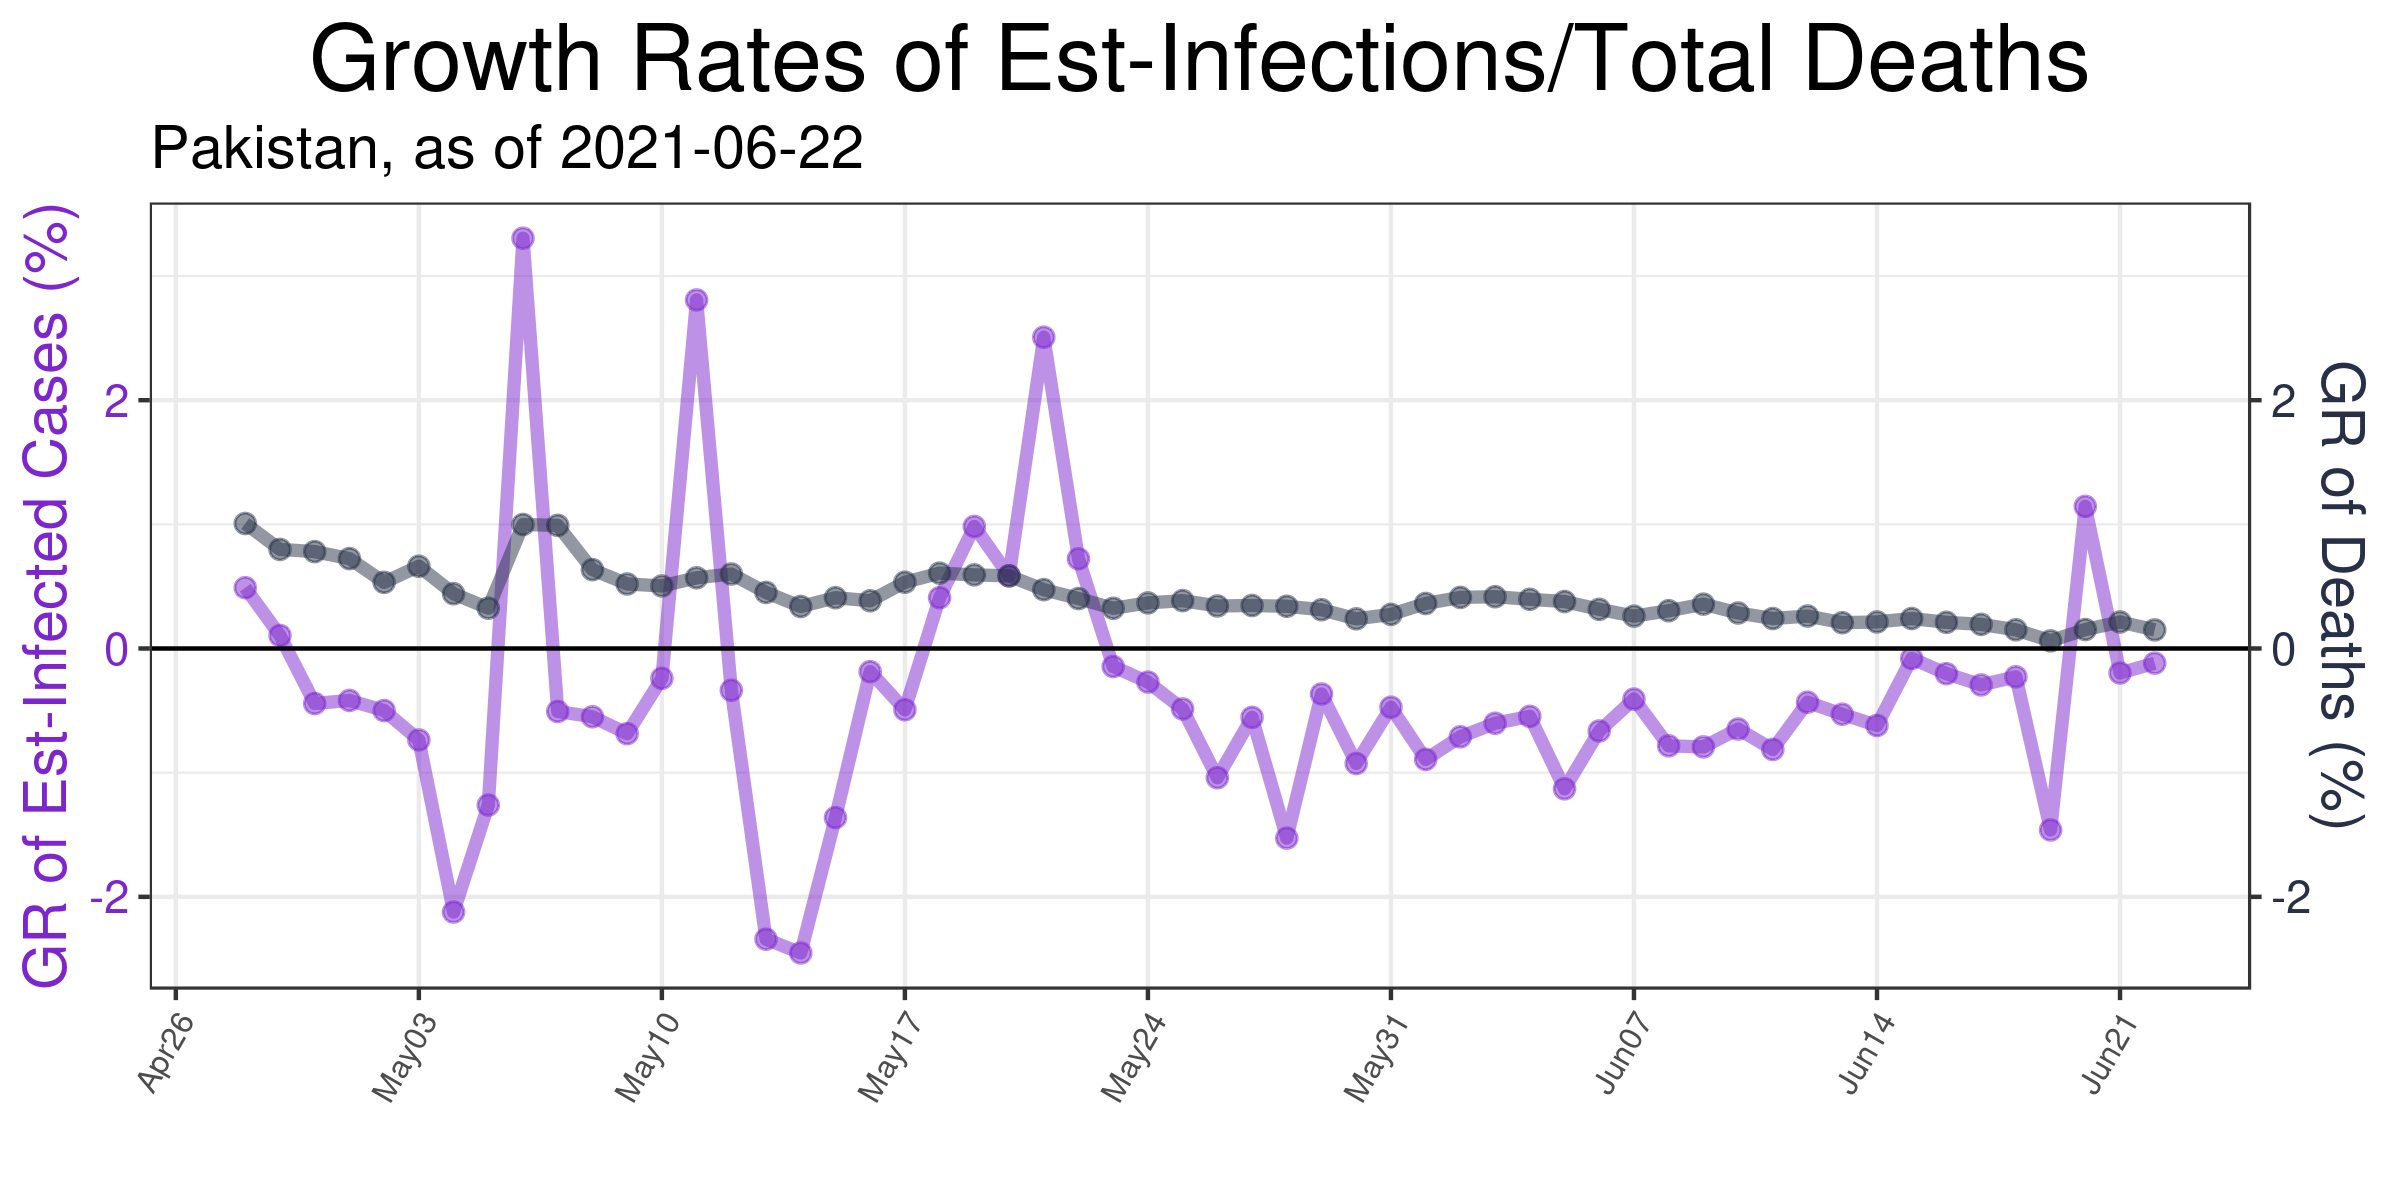 Growth Rates of Est-Infections/Total Deaths
Pakistan, as of 2021-06-22
GR of Est-Infected Cases (%)
2
0
-2
GR of Deaths (%)
2
0
-2
Apr26
May03
May10
May17
May24
May31
Jun07
Jun14
Jun21